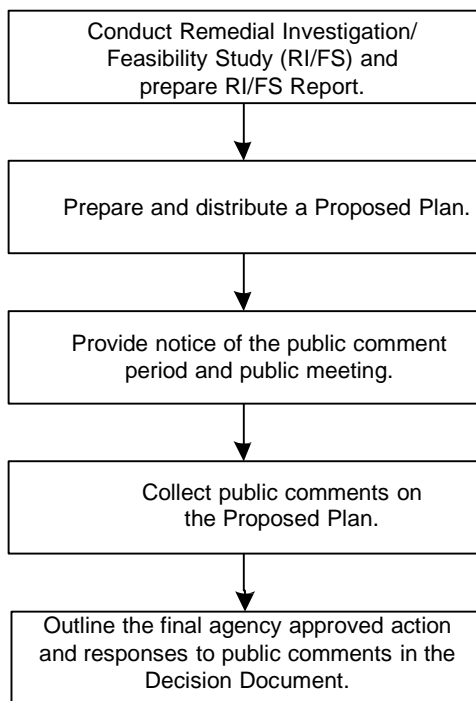 Conduct Remedial Investigation/
Feasibility Study (RI/FS) and
prepare RI/FS Report.
Prepare and distribute a Proposed Plan.
Provide notice of the public comment
period and public meeting.
Collect public comments on
the Proposed Plan.
Outline the final agency approved action
and responses to public comments in the
Decision Document.